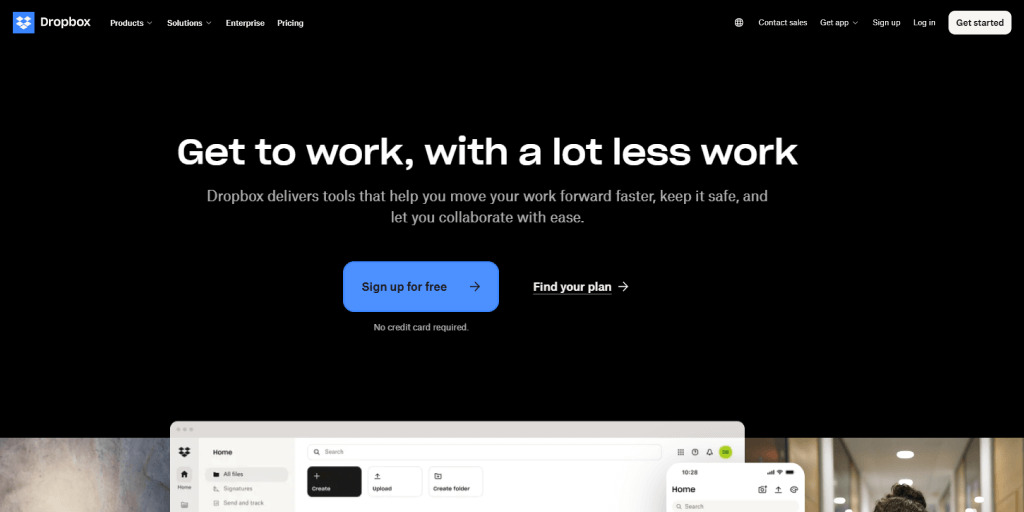 Dropbox
Products
Solutions
Enterprise
Pricing
Contact sales
Get app
Sign up
Log in
Get started
Get to work, with a lot less work
Dropbox delivers tools that help you move your work forward faster, keep it safe, and
let you collaborate with ease.
Sign up for free
Find your plan
No credit card required.
Home
Search
Home
All files
Signatures
Send and track
Create
Upload
Create folder
10:28
Home
Search